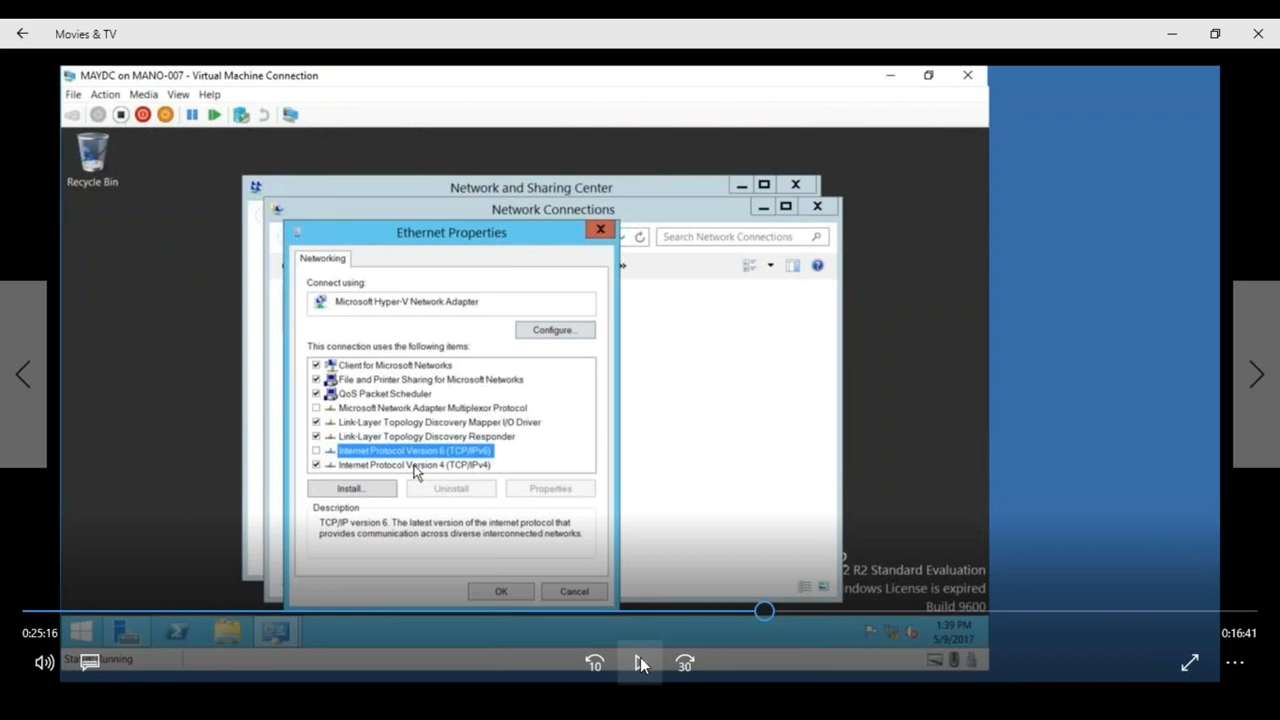 Movies & TV
MAYDC on MANO-007 - Virtual Machine Connection
File Action Media View Help
Recycle Bin
Network and Sharing Center
Network Connections
Ethernet Properties
Search Network Connections
Networking
Connect using:
Microsoft Hyper-V Network Adapter
Configure...
This connection uses the following items:
Client for Microsoft Networks
File and Printer Sharing for Microsoft Networks
QoS Packet Scheduler
Microsoft Network Adapter Multiplexor Protocol
Link-Layer Topology Discovery Mapper I/O Driver
Link-Layer Topology Discovery Responder
Internet Protocol Version 6 (TCP/IPv6)
Internet Protocol Version 4 (TCP/IPv4)
Install...
Uninstall
Properties
Description
TCP/IP version 6. The latest version of the internet protocol that
provides communication across diverse interconnected networks.
OK
Cancel
2 R2 Standard Evaluation
ndows License is expired
Build 9600
0:25:16
0:16:41
1:39 PM
5/9/2017
10
30